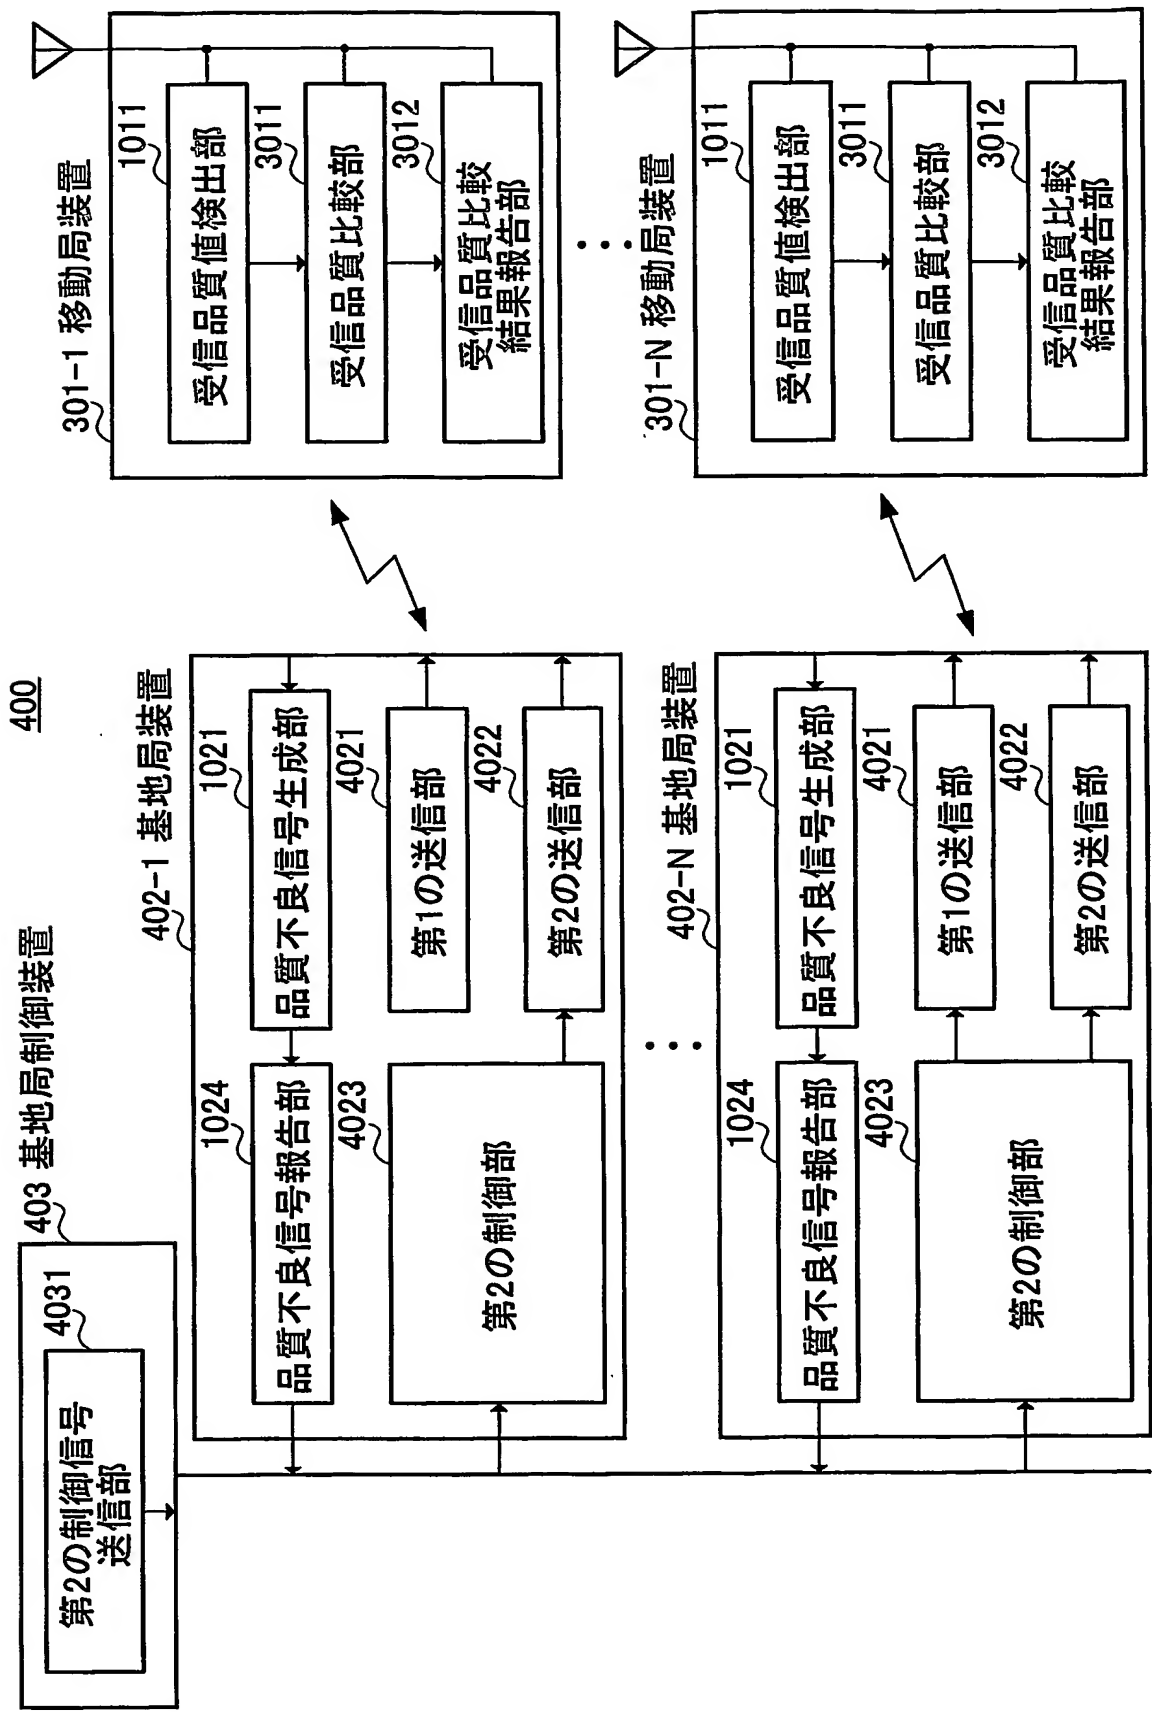 400
403 基地局制御装置
4031
第2の制御信号
送信部
402-1 基地局装置
1024
品質不良信号報告部
1021
品質不良信号生成部
4023
第2の制御部
4021
第1の送信部
4022
第2の送信部
301-1 移動局装置
1011
受信品質値検出部
3011
受信品質比較部
3012
受信品質比較
結果報告部
402-N 基地局装置
1024
品質不良信号報告部
1021
品質不良信号生成部
4023
第2の制御部
4021
第1の送信部
4022
第2の送信部
301-N 移動局装置
1011
受信品質値検出部
3011
受信品質比較部
3012
受信品質比較
結果報告部